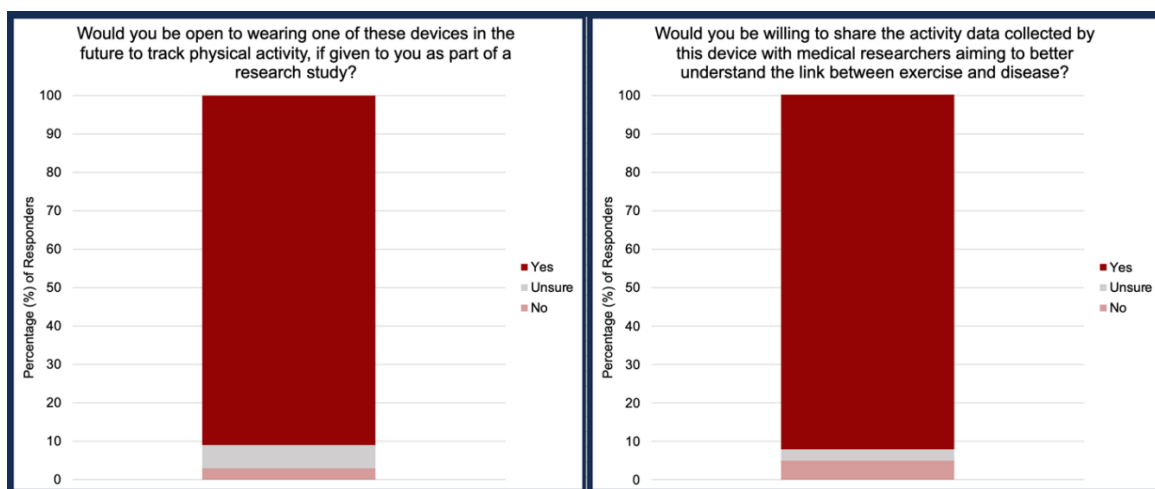 Would you be open to wearing one of these devices in the
future to track physical activity, if given to you as part of a
research study?
100
90
80
70
60
50
40
30
20
10
0
Percentage (%) of Responders
Yes
Unsure
No
Would you be willing to share the activity data collected by
this device with medical researchers aiming to better
understand the link between exercise and disease?
100
90
80
70
60
50
40
30
20
10
0
Percentage (%) of Responders
Yes
Unsure
No